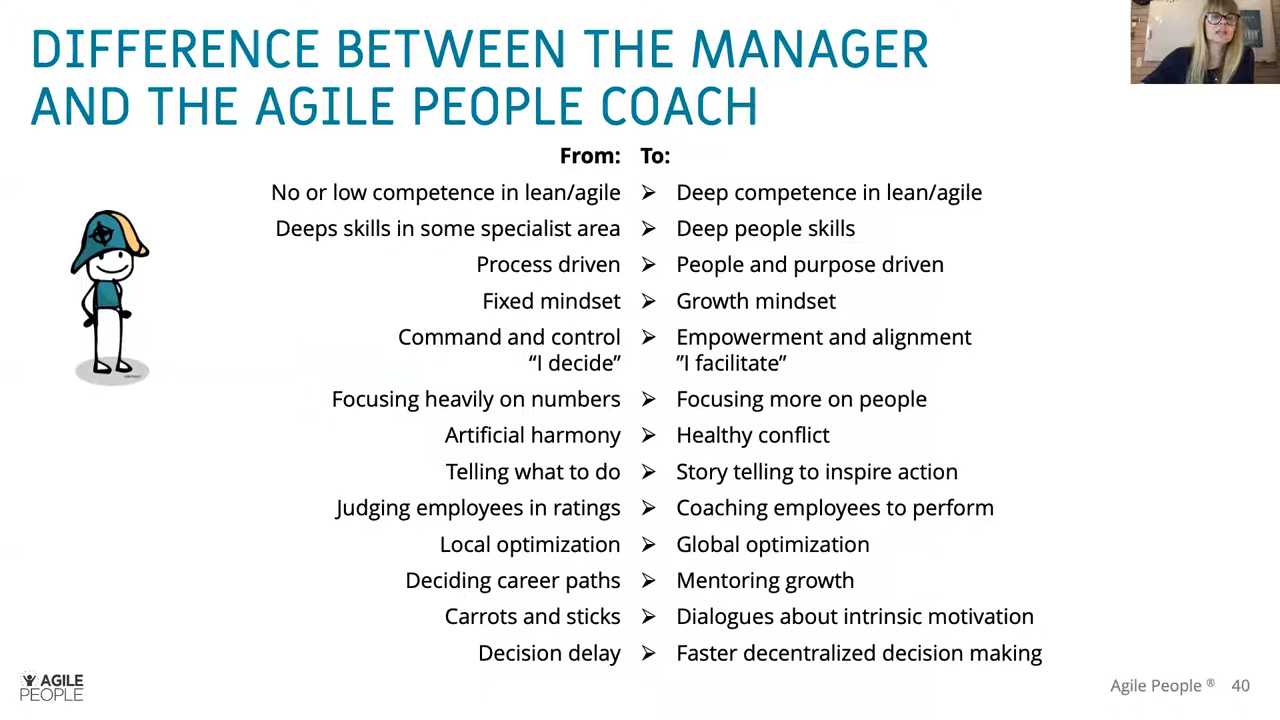 DIFFERENCE BETWEEN THE MANAGER
AND THE AGILE PEOPLE COACH
From: To:
No or low competence in lean/agile ➢ Deep competence in lean/agile
Deeps skills in some specialist area ➢ Deep people skills
Process driven ➢ People and purpose driven
Fixed mindset ➢ Growth mindset
Command and control ➢ Empowerment and alignment
“I decide” ”I facilitate”
Focusing heavily on numbers ➢ Focusing more on people
Artificial harmony ➢ Healthy conflict
Telling what to do ➢ Story telling to inspire action
Judging employees in ratings ➢ Coaching employees to perform
Local optimization ➢ Global optimization
Deciding career paths ➢ Mentoring growth
Carrots and sticks ➢ Dialogues about intrinsic motivation
Decision delay ➢ Faster decentralized decision making
AGILE
PEOPLE
Agile People ® 40